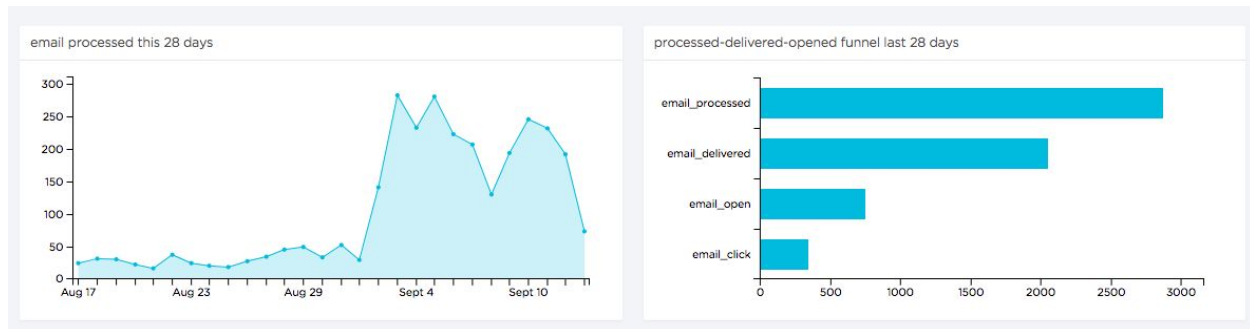 email processed this 28 days
300
250
200
150
100
50
0
Aug 17
Aug 23
Aug 29
Sept 4
Sept 10
processed-delivered-opened funnel last 28 days
email_processed
email_delivered
email_open
email_click
0
500
1000
1500
2000
2500
3000